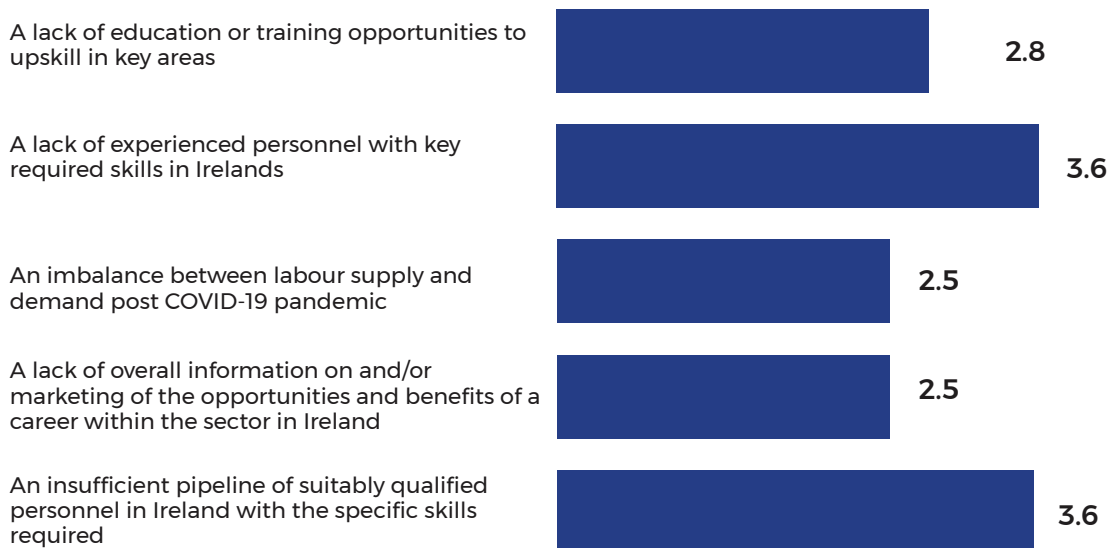 A lack of education or training opportunities to
upskill in key areas
2.8
A lack of experienced personnel with key
required skills in Irelands
3.6
An imbalance between labour supply and
demand post COVID-19 pandemic
2.5
A lack of overall information on and/or
marketing of the opportunities and benefits of a
career within the sector in Ireland
2.5
An insufficient pipeline of suitably qualified
personnel in Ireland with the specific skills
required
3.6